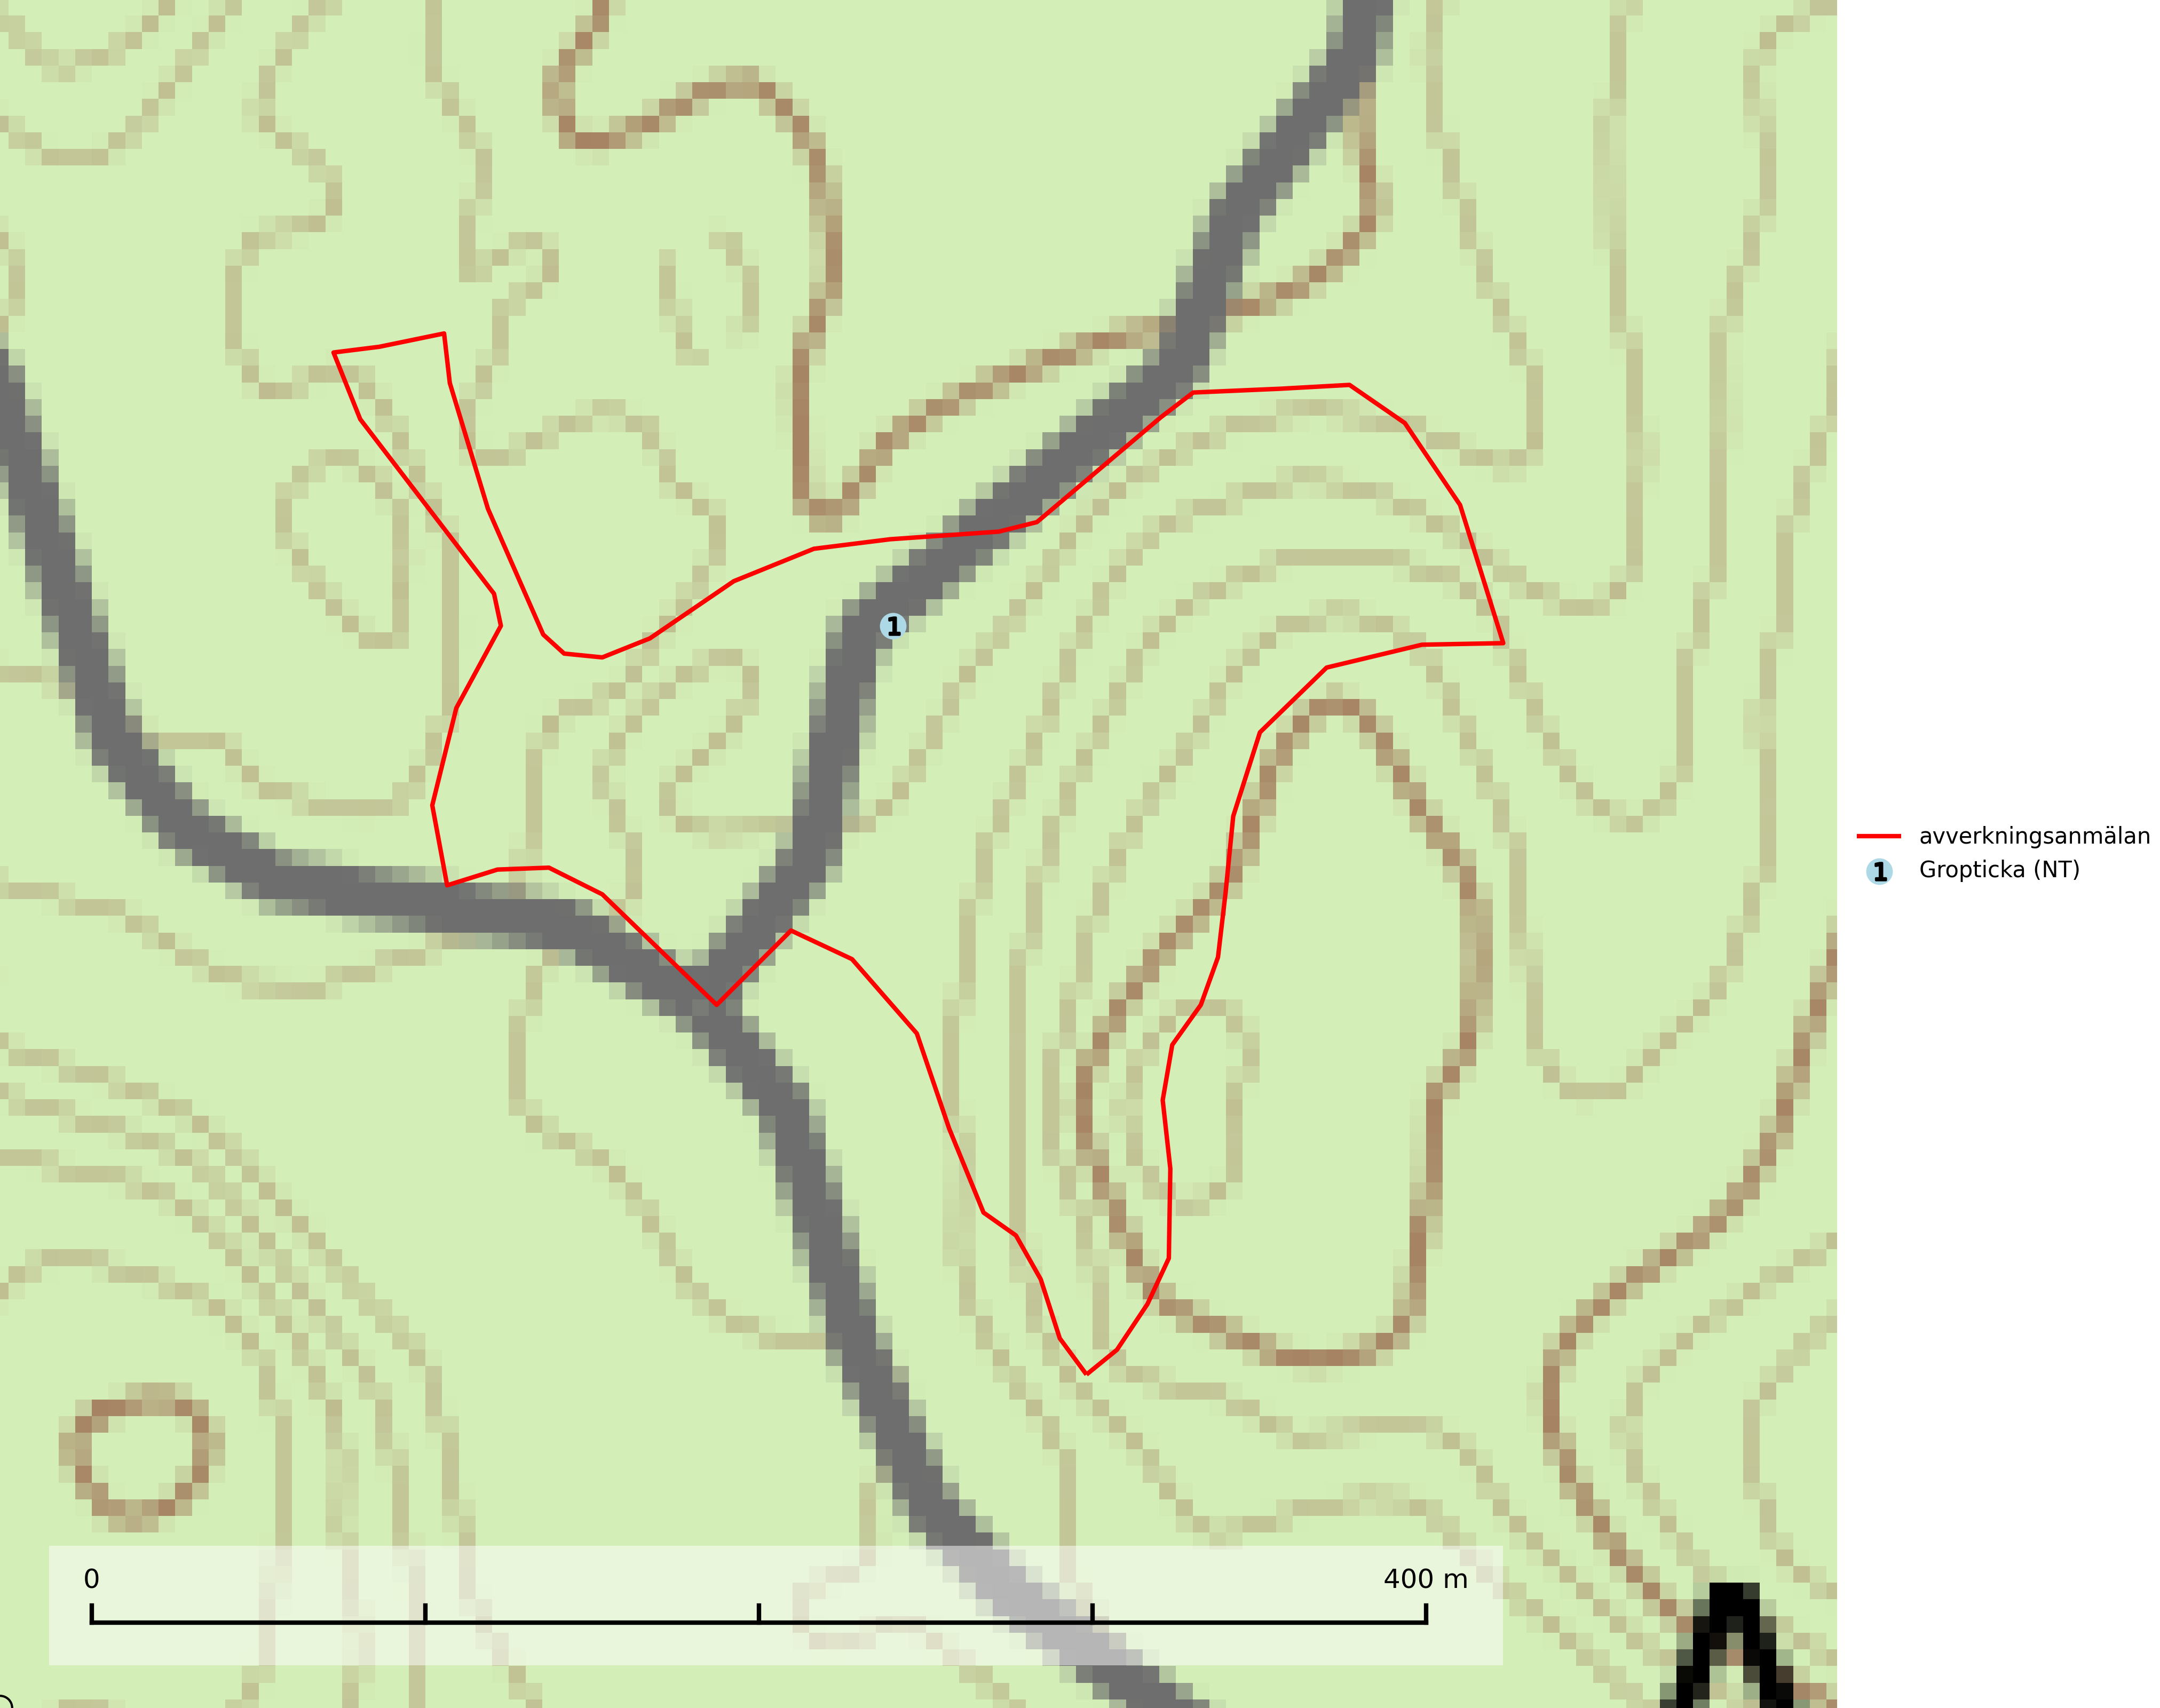 1
avverkningsanmälan
1 Gropticka (NT)
0 400 m